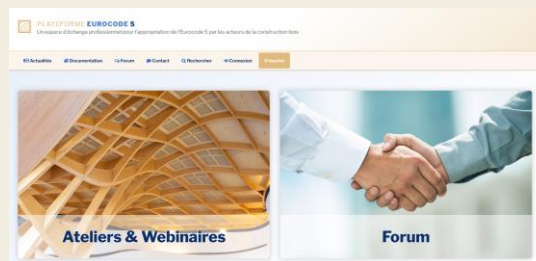 PLATEFORME EUROCODE 5
Un espace d'échange professionnel pour l'appropriation de l'Eurocode 5 par les acteurs de la construction bois
Actualités Documentation Forum Contact Rechercher Connexion S'inscrire
Ateliers & Webinaires Forum